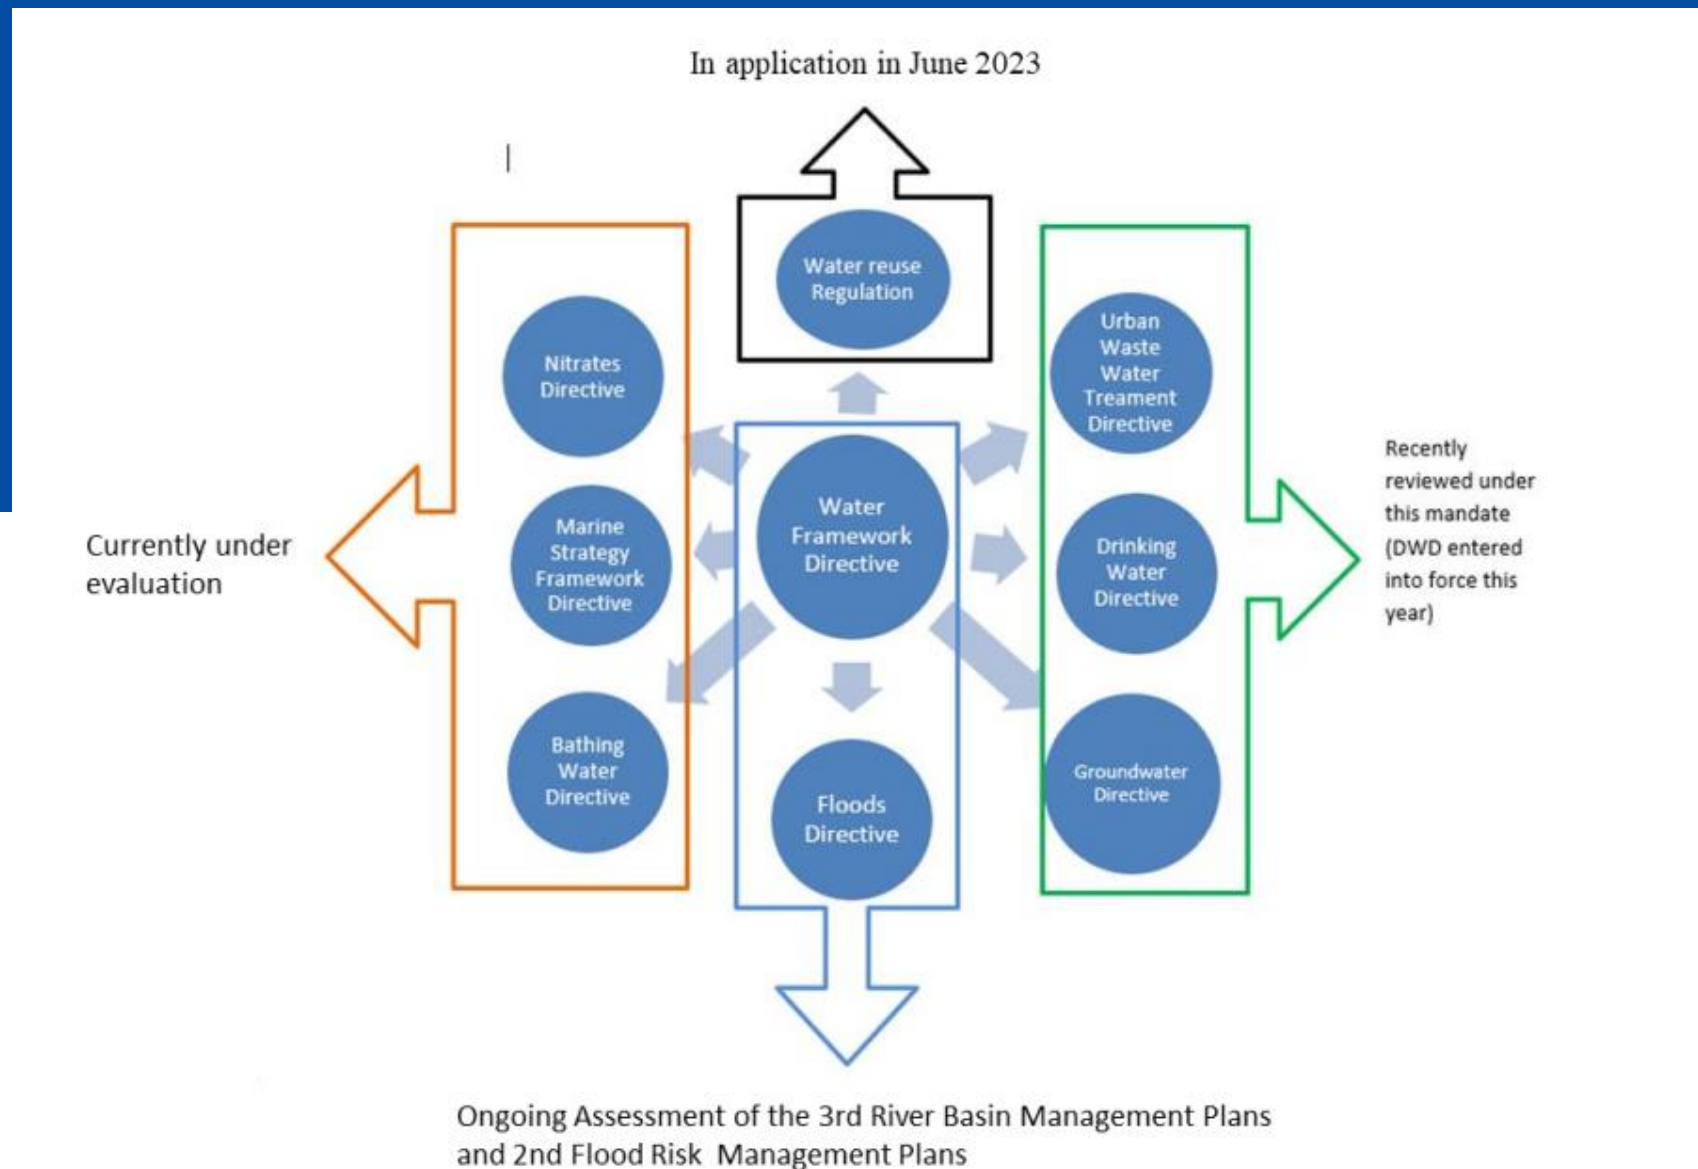 In application in June 2023
Water reuse
Regulation
Nitrates
Directive
Urban
Waste
Water
Treament
Directive
Water
Framework
Directive
Marine
Strategy
Framework
Directive
Drinking
Water
Directive
Bathing
Water
Directive
Floods
Directive
Groundwater
Directive
Currently under
evaluation
Recently
reviewed under
this mandate
(DWD entered
into force this
year)
Ongoing Assessment of the 3rd River Basin Management Plans
and 2nd Flood Risk Management Plans